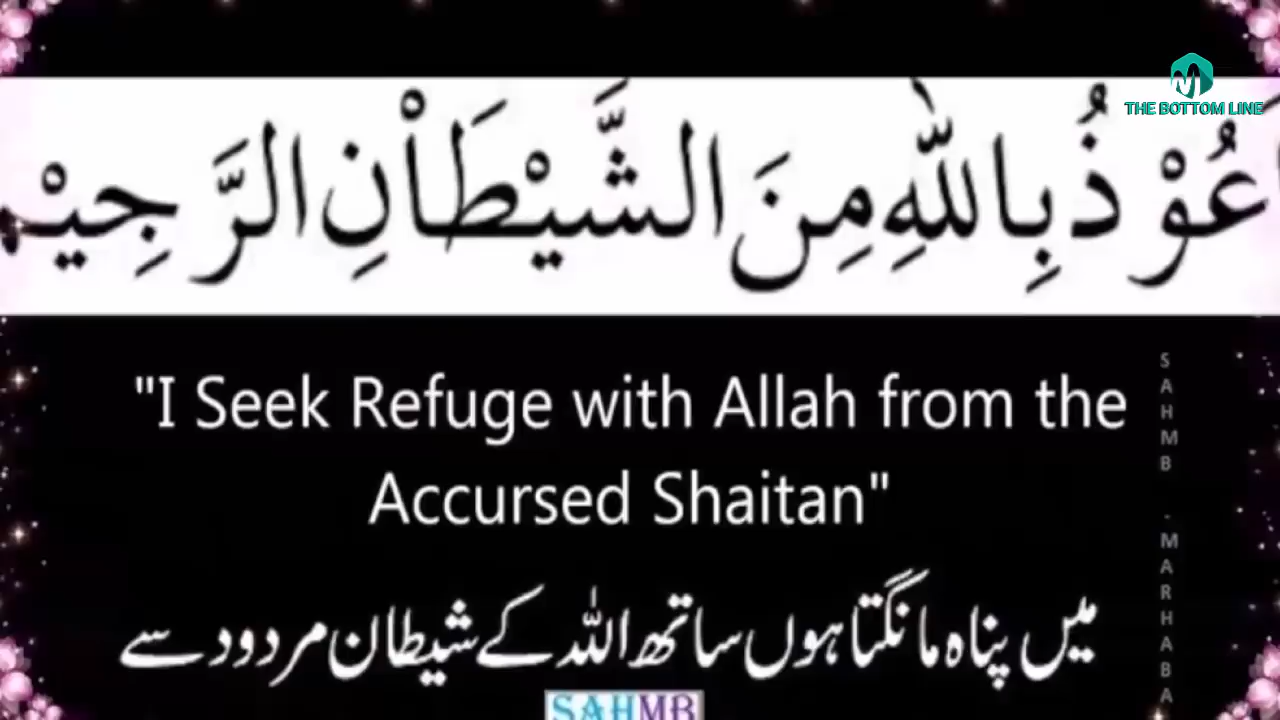 THE BOTTOM LINE
عُوْذُ بِاللّٰهِ مِنَ الشَّيْطَاْنِ الرَّجِيْ
"I Seek Refuge with Allah from the
Accursed Shaitan"
میں پناہ مانگتا ہوں ساتھ اللہ کے شیطان مردود سے
SAHMB - MARHABA
SAHMB